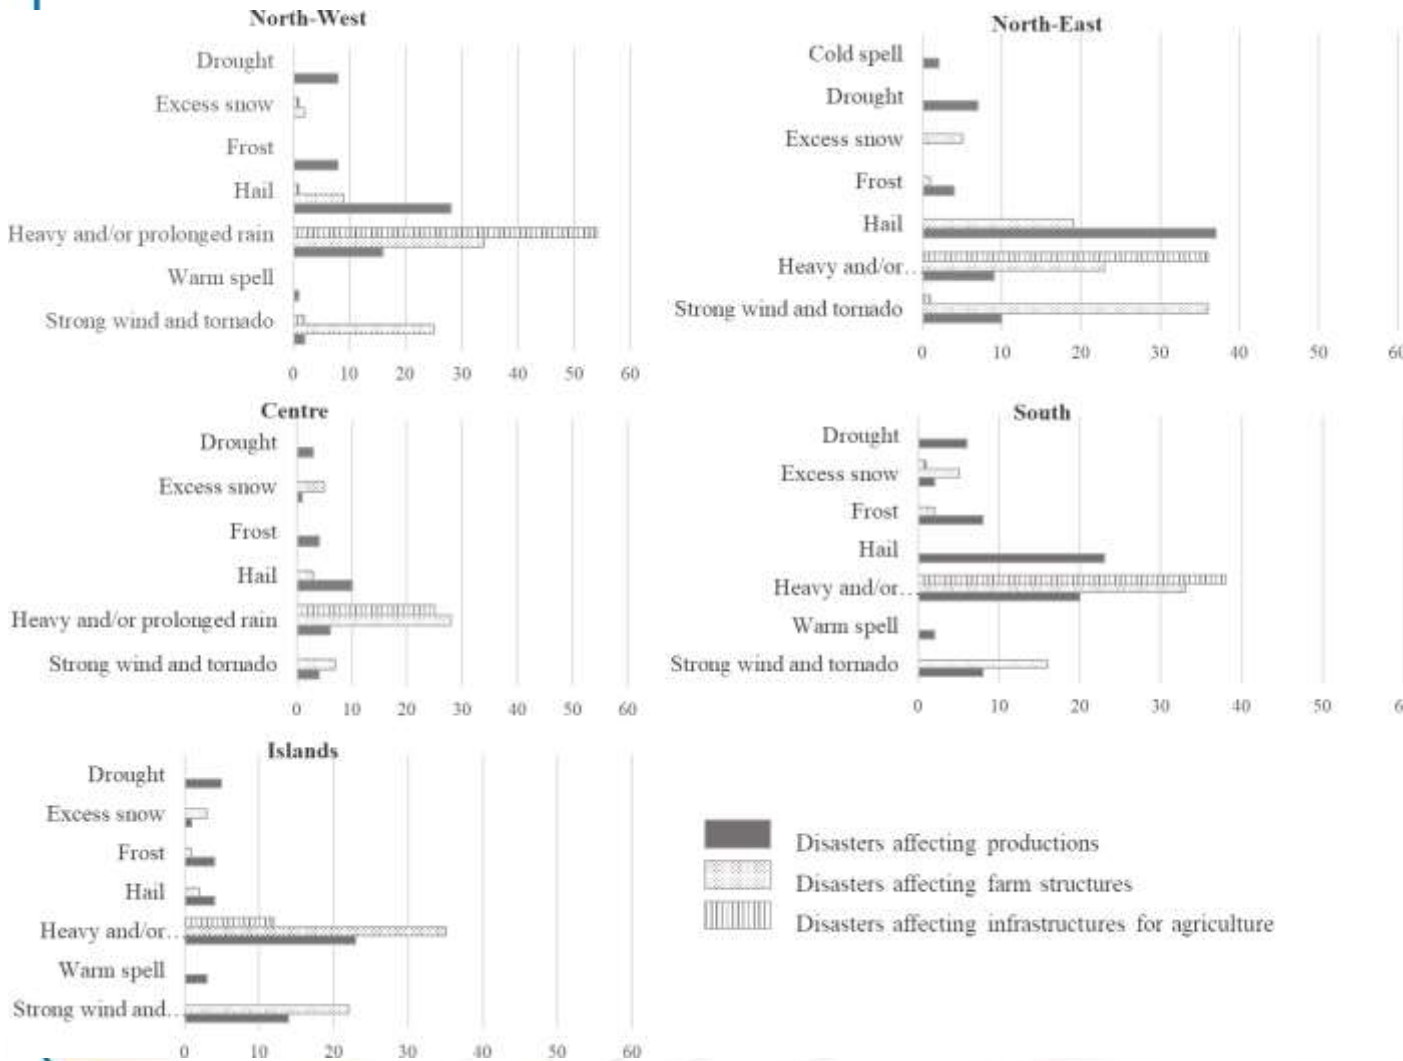 North-West
Drought
Excess snow
Frost
Hail
Heavy and/or prolonged rain
Warm spell
Strong wind and tornado
0 10 20 30 40 50 60
North-East
Cold spell
Drought
Excess snow
Frost
Hail
Heavy and/or…
Strong wind and tornado
0 10 20 30 40 50 60
Centre
Drought
Excess snow
Frost
Hail
Heavy and/or prolonged rain
Strong wind and tornado
0 10 20 30 40 50 60
South
Drought
Excess snow
Frost
Hail
Heavy and/or…
Warm spell
Strong wind and tornado
0 10 20 30 40 50
Islands
Drought
Excess snow
Frost
Hail
Heavy and/or…
Warm spell
Strong wind and…
0 10 20 30 40 50 60
Disasters affecting productions
Disasters affecting farm structures
Disasters affecting infrastructures for agriculture